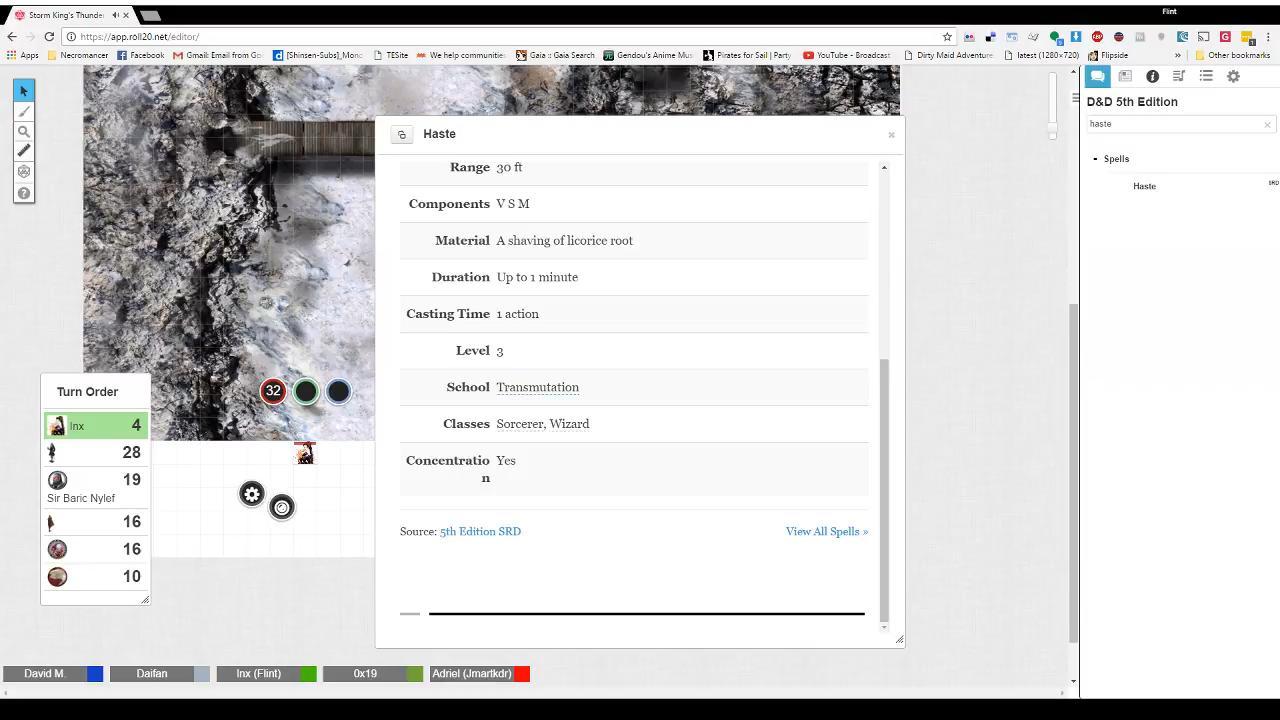 Storm King's Thunder
Flint
https://app.roll20.net/editor/
Apps Necromancer Facebook Gmail: Email from Go [Shinsen-Subs]_Mono TESite We help communities Gaia :: Gaia Search Gendou's Anime Mus Pirates for Sail | Party YouTube - Broadcast Dirty Maid Adventure latest (1280×720) Flipside » Other bookmarks
D&D 5th Edition
haste
Spells
Haste SRD
Haste
Range 30 ft
Components V S M
Material A shaving of licorice root
Duration Up to 1 minute
Casting Time 1 action
Level 3
School Transmutation
Classes Sorcerer, Wizard
Concentratio Yes
n
Source: 5th Edition SRD View All Spells »
32
Turn Order
Inx 4
28
19
Sir Baric Nylef
16
16
10
David M. Daifan Inx (Flint) 0x19 Adriel (Jmartkdr)